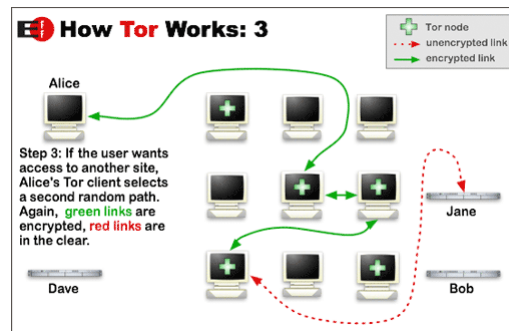 EFF How Tor Works: 3
Tor node
unencrypted link
encrypted link
Alice
Step 3: If the user wants
access to another site,
Alice's Tor client selects
a second random path.
Again, green links are
encrypted, red links are
in the clear.
Jane
Dave
Bob